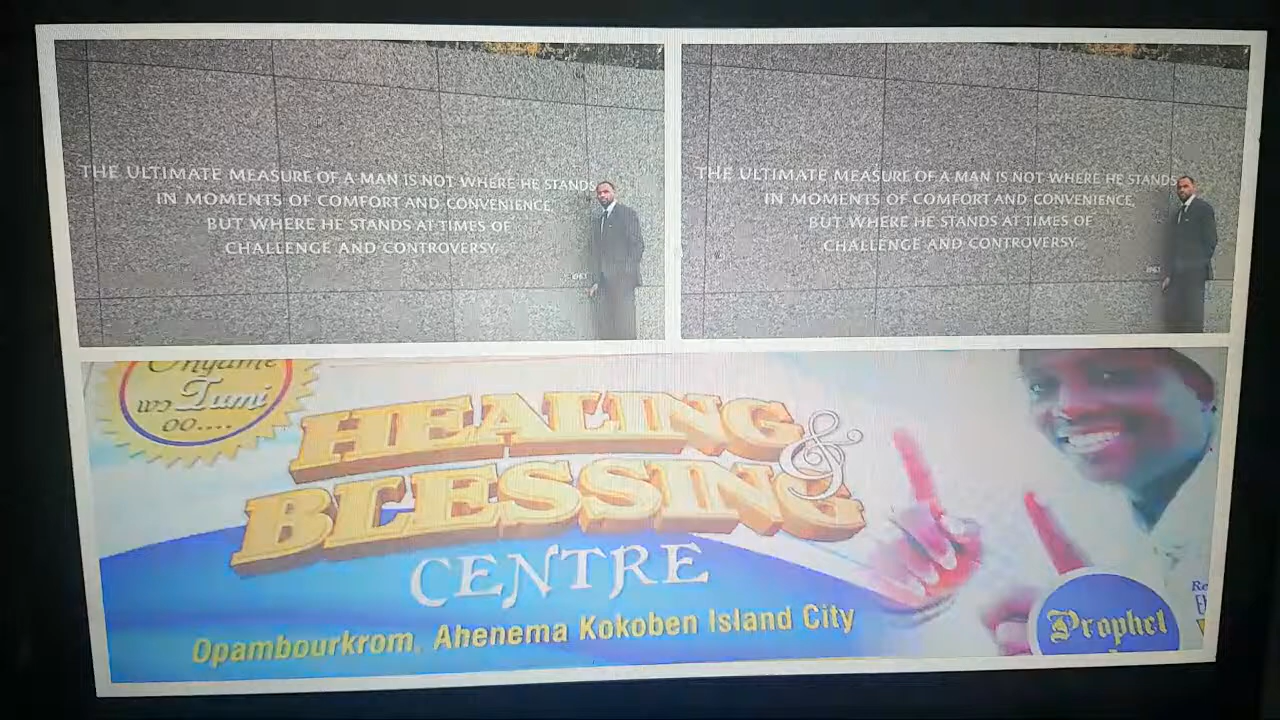 THE ULTIMATE MEASURE OF A MAN IS NOT WHERE HE STANDS
IN MOMENTS OF COMFORT AND CONVENIENCE,
BUT WHERE HE STANDS AT TIMES OF
CHALLENGE AND CONTROVERSY.
THE ULTIMATE MEASURE OF A MAN IS NOT WHERE HE STANDS
IN MOMENTS OF COMFORT AND CONVENIENCE,
BUT WHERE HE STANDS AT TIMES OF
CHALLENGE AND CONTROVERSY.
Onyame
wɔ Tumi
oo....
HEALING &
BLESSING
CENTRE
Opambourkrom, Ahenema Kokoben Island City
Prophet